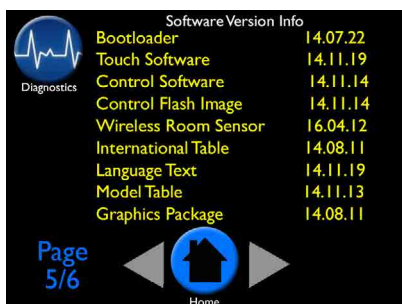 Software Version Info
Bootloader 14.07.22
Touch Software 14.11.19
Diagnostics
Control Software 14.11.14
Control Flash Image 14.11.14
Wireless Room Sensor 16.04.12
International Table 14.08.11
Language Text 14.11.19
Model Table 14.11.13
Graphics Package 14.08.11
Page
5/6
Home